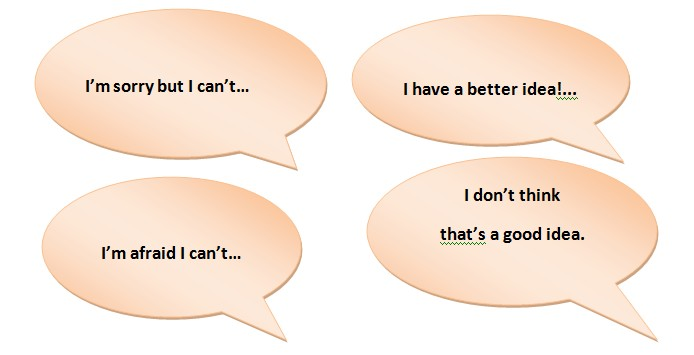 I'm sorry but I can't...
I have a better idea!...
I'm afraid I can't...
I don't think
that's a good idea.